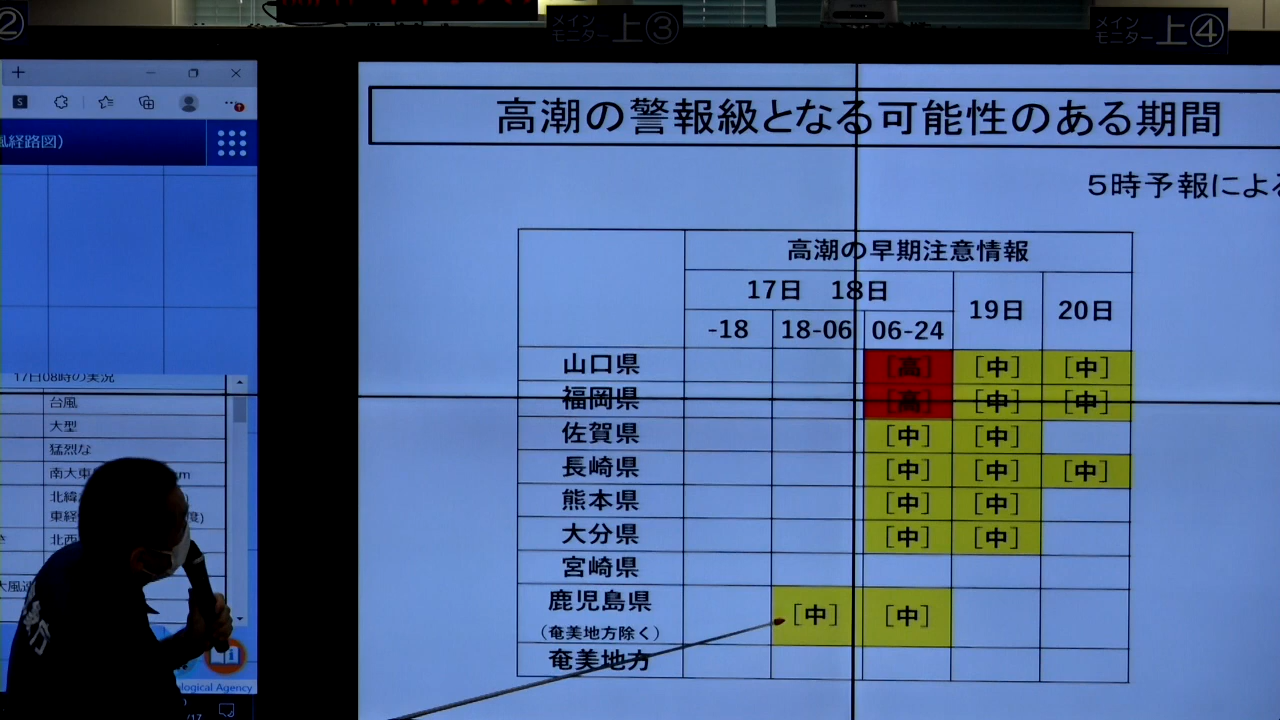 ②
メイン
モニター 上③
メイン
モニター 上④
SONY
風経路図)
17日08時の実況
台風
大型
猛烈な
南大東
北緯
東経
度)
北西
ological Agency
/17
高潮の警報級となる可能性のある期間
5時予報によ
高潮の早期注意情報
17日 18日 19日 20日
-18 18-06 06-24
山口県 [高] [中] [中]
福岡県 [高] [中] [中]
佐賀県 [中] [中]
長崎県 [中] [中] [中]
熊本県 [中] [中]
大分県 [中] [中]
宮崎県
鹿児島県 [中] [中]
(奄美地方除く)
奄美地方